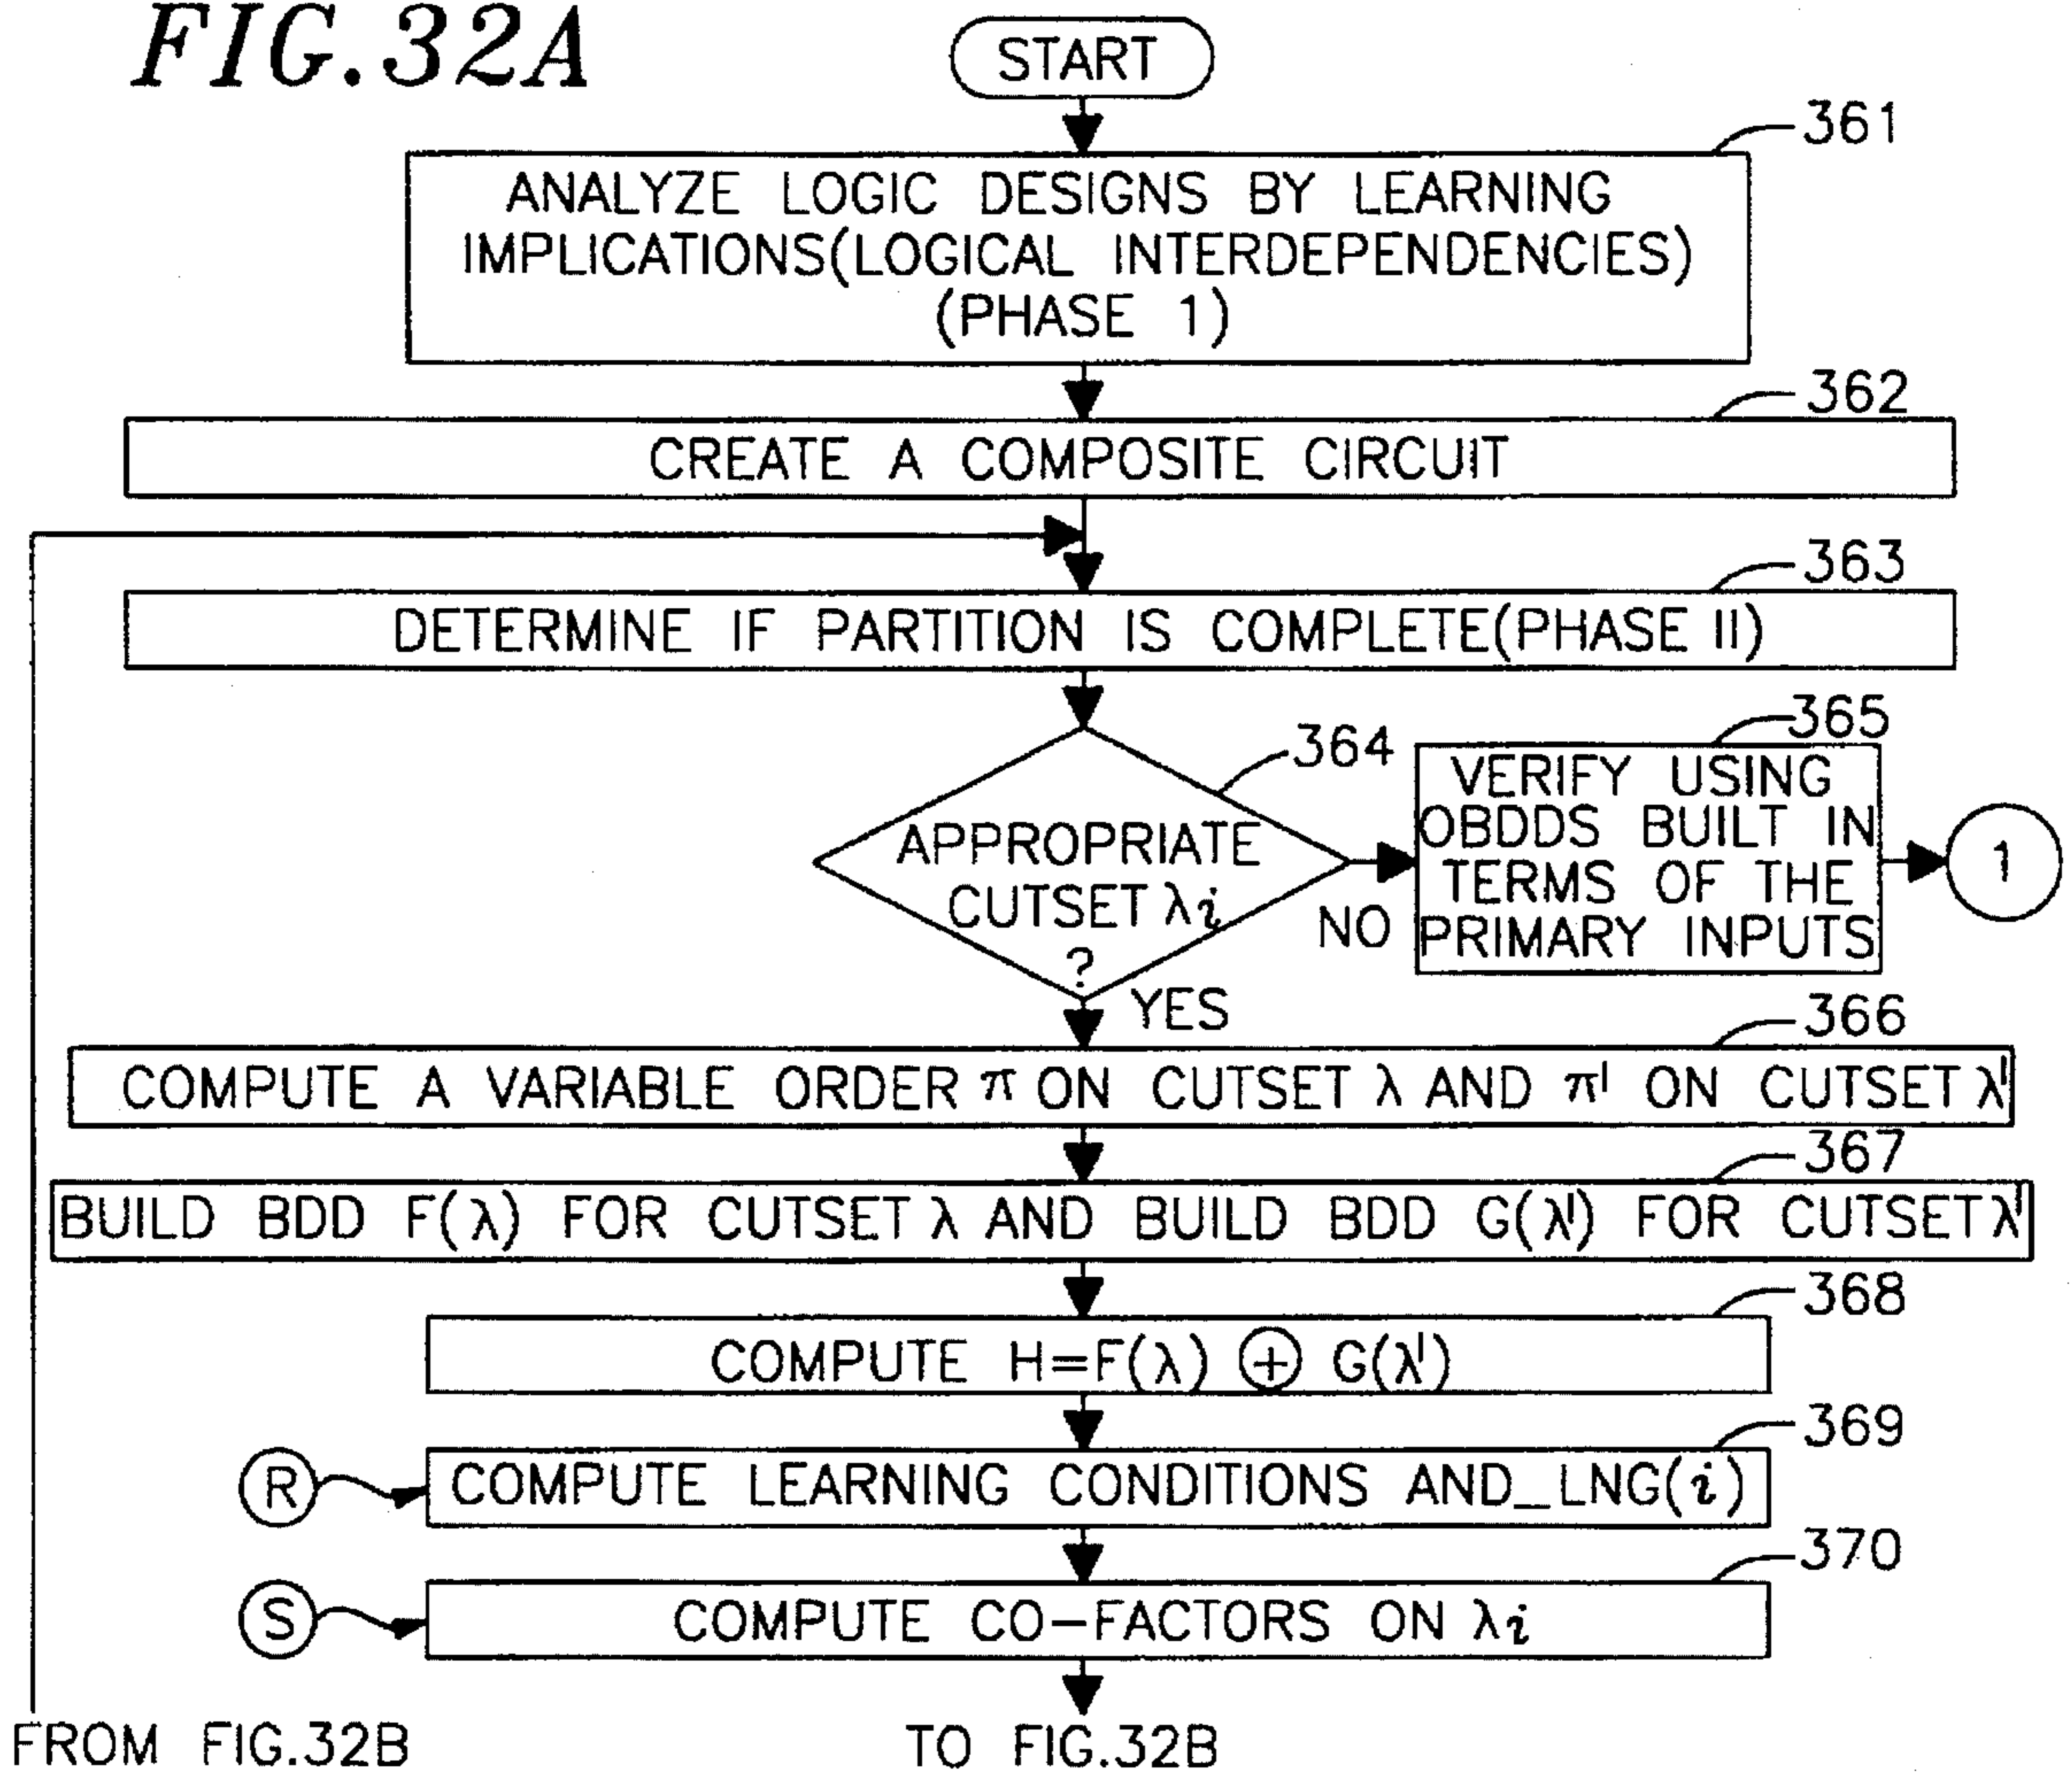 FIG.32A
START
361
ANALYZE LOGIC DESIGNS BY LEARNING
IMPLICATIONS(LOGICAL INTERDEPENDENCIES)
(PHASE 1)
362
CREATE A COMPOSITE CIRCUIT
363
DETERMINE IF PARTITION IS COMPLETE(PHASE II)
364
APPROPRIATE
CUTSET λi
?
NO
YES
365
VERIFY USING
OBDDS BUILT IN
TERMS OF THE
PRIMARY INPUTS
1
366
COMPUTE A VARIABLE ORDER π ON CUTSET λ AND π' ON CUTSET λ'
367
BUILD BDD F(λ) FOR CUTSET λ AND BUILD BDD G(λ') FOR CUTSET λ'
368
COMPUTE H=F(λ) ⊕ G(λ')
369
R
COMPUTE LEARNING CONDITIONS AND_LNG(i)
370
S
COMPUTE CO-FACTORS ON λi
FROM FIG.32B
TO FIG.32B